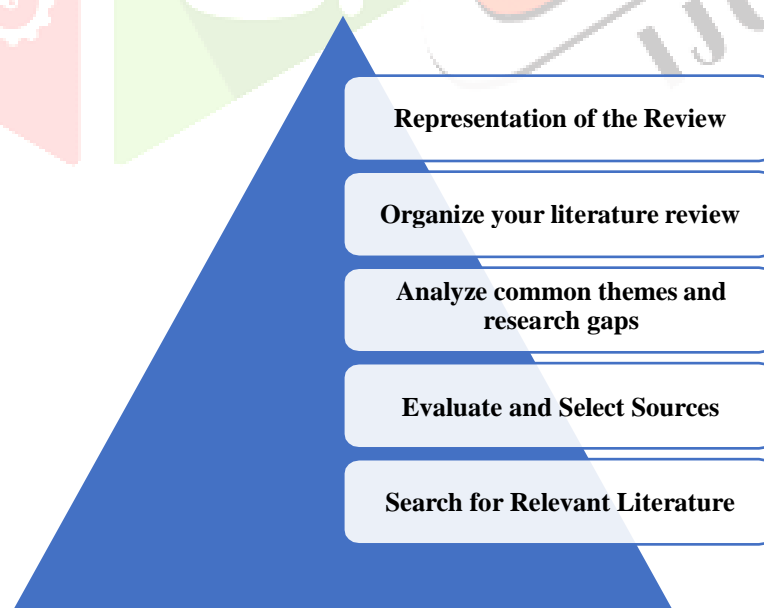 Representation of the Review
Organize your literature review
Analyze common themes and
research gaps
Evaluate and Select Sources
Search for Relevant Literature